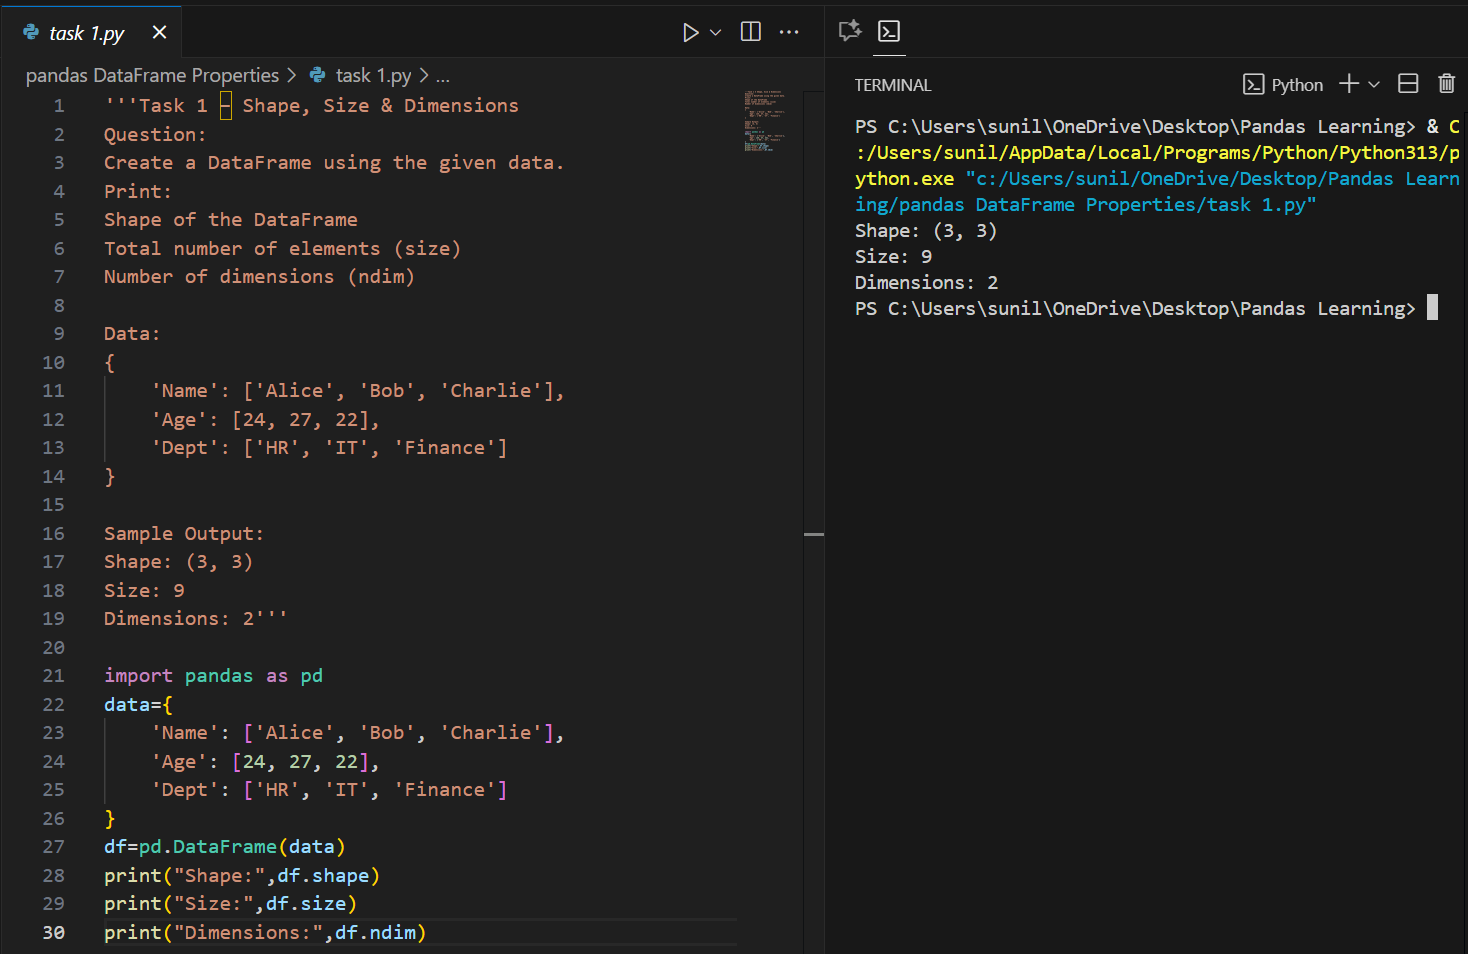 task 1.py
pandas DataFrame Properties > task 1.py > ...
1 '''Task 1 – Shape, Size & Dimensions
2 Question:
3 Create a DataFrame using the given data.
4 Print:
5 Shape of the DataFrame
6 Total number of elements (size)
7 Number of dimensions (ndim)
8
9 Data:
10 {
11     'Name': ['Alice', 'Bob', 'Charlie'],
12     'Age': [24, 27, 22],
13     'Dept': ['HR', 'IT', 'Finance']
14 }
15
16 Sample Output:
17 Shape: (3, 3)
18 Size: 9
19 Dimensions: 2'''
20
21 import pandas as pd
22 data={
23     'Name': ['Alice', 'Bob', 'Charlie'],
24     'Age': [24, 27, 22],
25     'Dept': ['HR', 'IT', 'Finance']
26 }
27 df=pd.DataFrame(data)
28 print("Shape:",df.shape)
29 print("Size:",df.size)
30 print("Dimensions:",df.ndim)
TERMINAL
Python
PS C:\Users\sunil\OneDrive\Desktop\Pandas Learning> & C
:/Users/sunil/AppData/Local/Programs/Python/Python313/p
ython.exe "c:/Users/sunil/OneDrive/Desktop/Pandas Learn
ing/pandas DataFrame Properties/task 1.py"
Shape: (3, 3)
Size: 9
Dimensions: 2
PS C:\Users\sunil\OneDrive\Desktop\Pandas Learning>